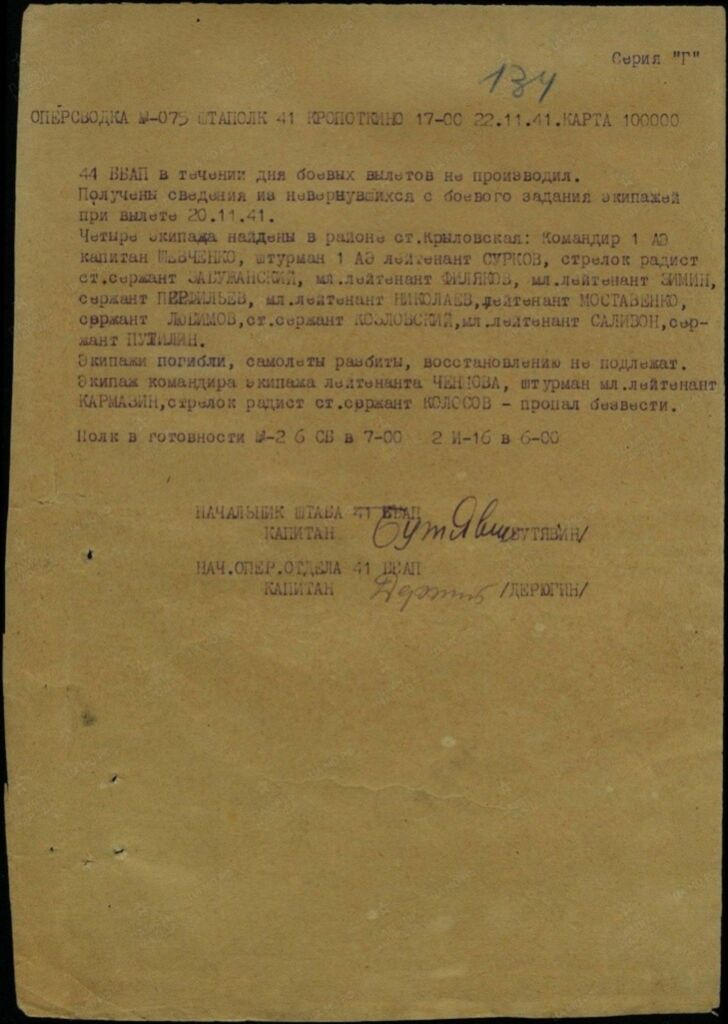 Серия "Г"
134
ОПЕРСВОДКА №-075 ШТАПОЛК 41 КРОПОТКИНО 17-00 22.11.41.КАРТА 100000
44 ББАП в течении дня боевых вылетов не производил.
Получены сведения из невернувшихся с боевого задания экипажей
при вылете 20.11.41.
Четыре экипажа найдены в районе ст.Крыловская: Командир 1 АЭ
капитан ШЕВЧЕНКО, штурман 1 АЭ лейтенант СУРКОВ, стрелок радист
ст.сержант ЗАБУЖАНСКИЙ, мл.лейтенант ФИЛЯКОВ, мл.лейтенант ЗИМИН,
сержант ПЕРФИЛЬЕВ, мл.лейтенант НИКОЛАЕВ,лейтенант МОСТАВЕНКО,
сержант ЛЮБИМОВ,ст.сержант КОЗЛОВСКИЙ,мл.лейтенант САЛИВОН,сер-
жант ПУТИЛИН.
Экипажи погибли, самолеты разбиты, восстановлению не подлежат.
Экипаж командира экипажа лейтенанта ЧЕНЦОВА, штурман мл.лейтенант
КАРМАЗИН,стрелок радист ст.сержант КОЛОСОВ - пропал безвести.
Полк в готовности №-2 6 СБ в 7-00 2 И-16 в 6-00
НАЧАЛЬНИК ШТАБА 41 ББАП
КАПИТАН Бутявин /БУТЯВИН/
НАЧ.ОПЕР.ОТДЕЛА 41 ББАП
КАПИТАН /ДЕРЮГИН/